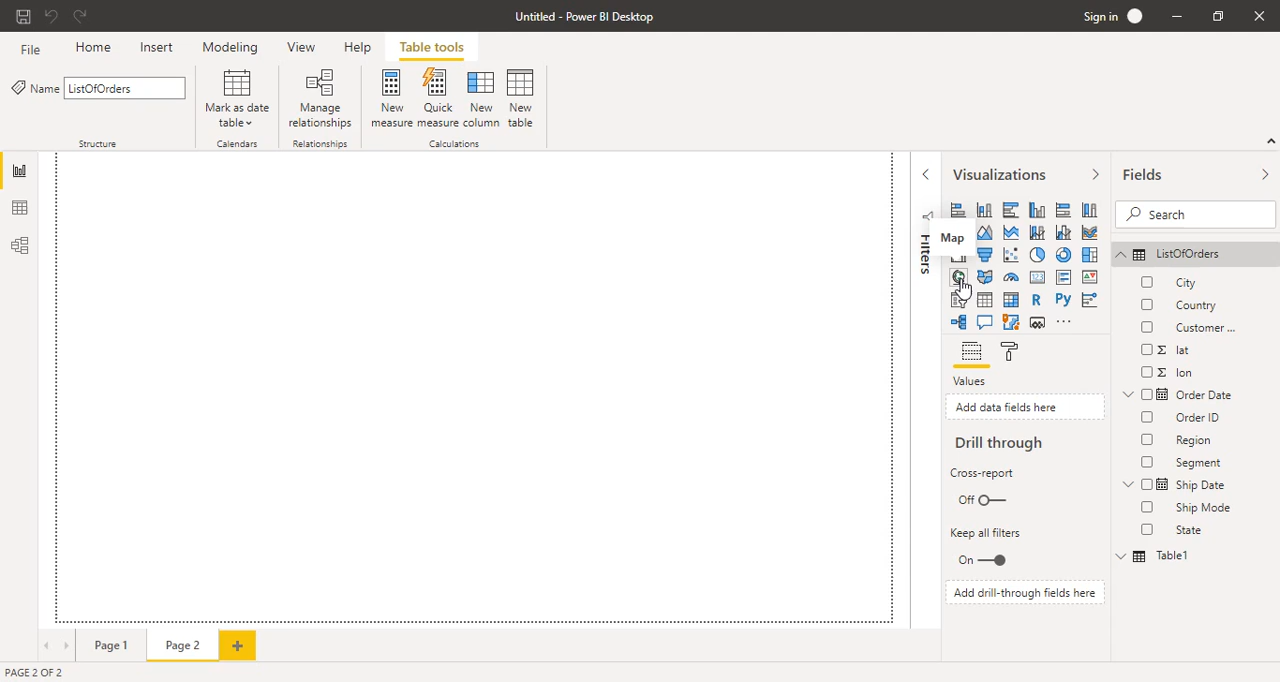 Untitled - Power BI Desktop
Sign in
File
Home
Insert
Modeling
View
Help
Table tools
Name
ListOfOrders
Mark as date
table
Manage
relationships
New
measure
Quick
measure
New
column
New
table
Structure
Calendars
Relationships
Calculations
Filters
Visualizations
Map
R
Py
123
Values
Add data fields here
Drill through
Cross-report
Off
Keep all filters
On
Add drill-through fields here
Fields
Search
ListOfOrders
City
Country
Customer ...
Σ lat
Σ lon
Order Date
Order ID
Region
Segment
Ship Date
Ship Mode
State
Table1
Page 1
Page 2
PAGE 2 OF 2